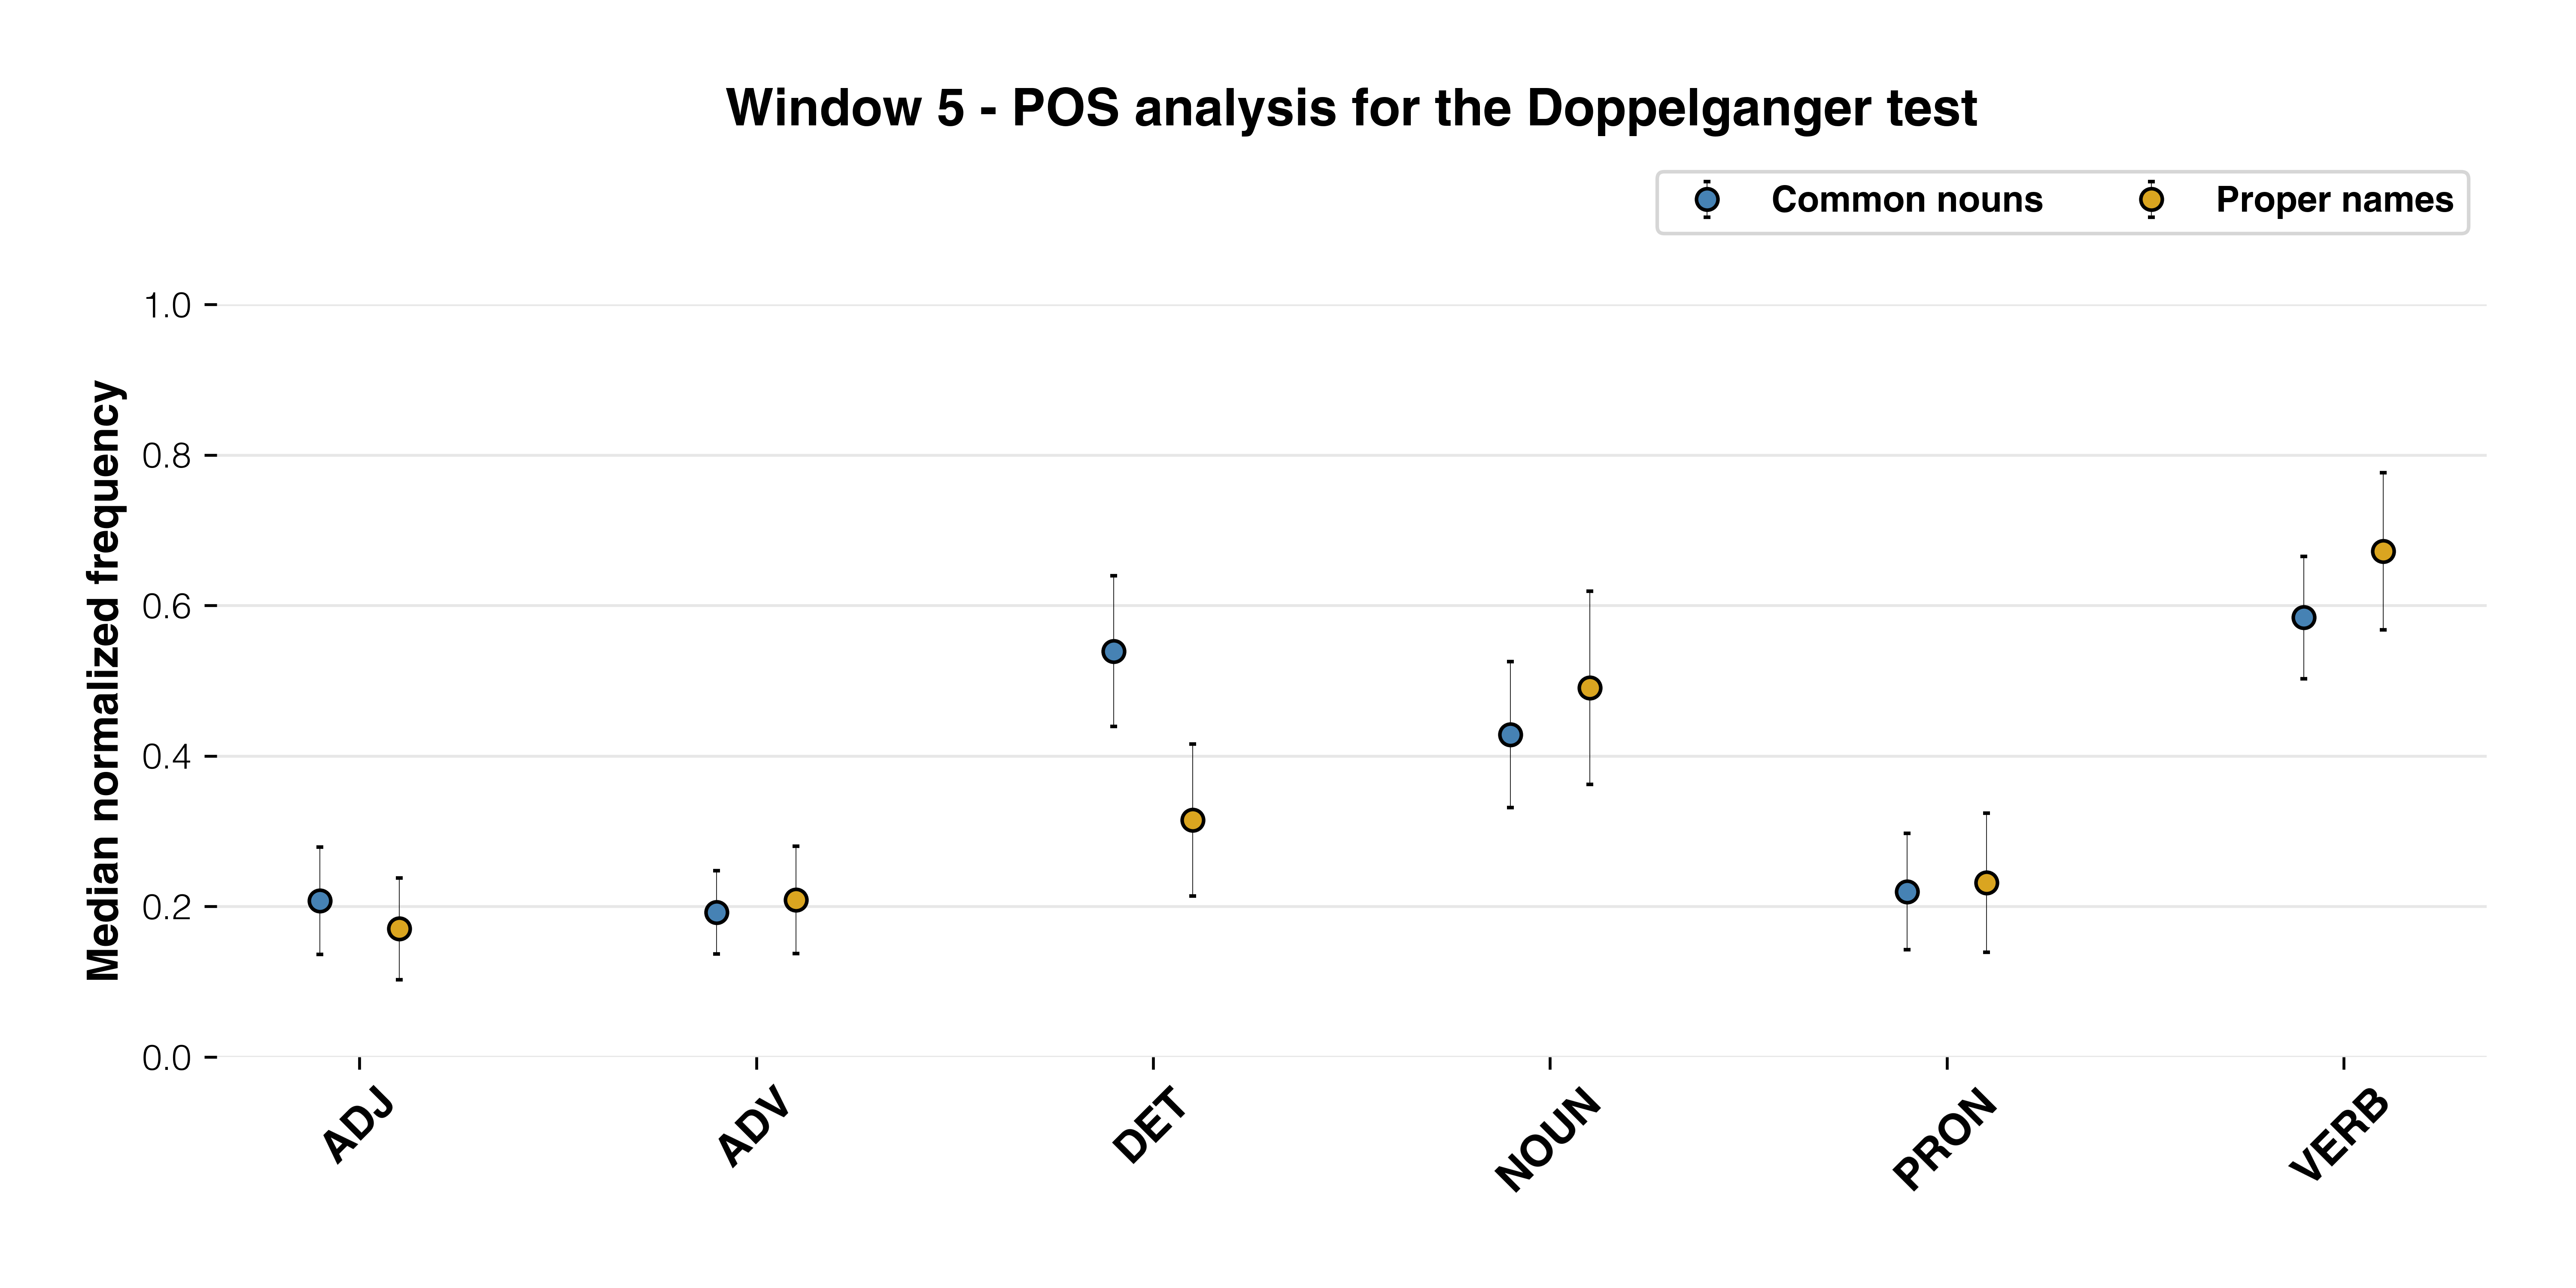 Window 5 - POS analysis for the Doppelganger test
Common nouns
Proper names
Median normalized frequency
1.0
0.8
0.6
0.4
0.2
0.0
ADJ
ADV
DET
NOUN
PRON
VERB